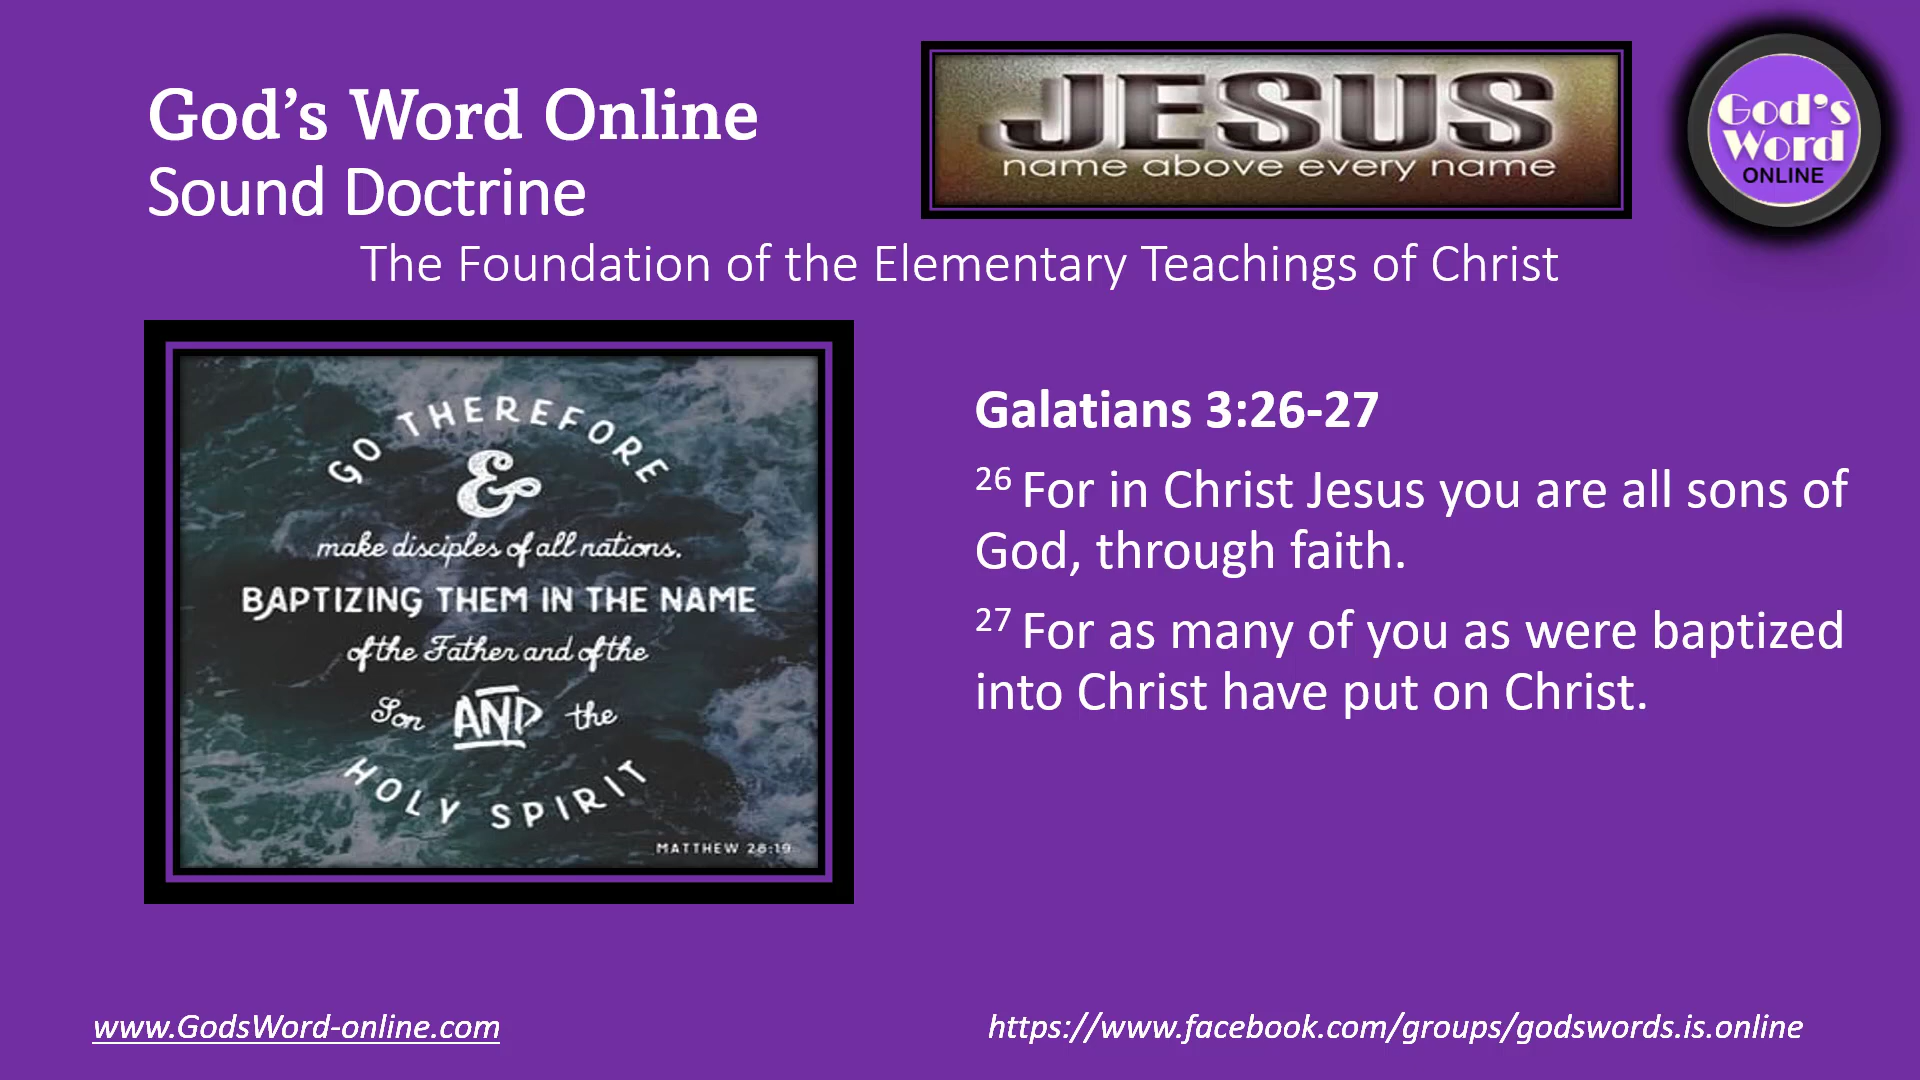 God’s Word Online
Sound Doctrine
JESUS
name above every name
God's
Word
ONLINE
The Foundation of the Elementary Teachings of Christ
GO THEREFORE
&
make disciples of all nations.
BAPTIZING THEM IN THE NAME
of the Father and of the
Son AND the
HOLY SPIRIT
MATTHEW 28:19
Galatians 3:26-27
26 For in Christ Jesus you are all sons of
God, through faith.
27 For as many of you as were baptized
into Christ have put on Christ.
www.GodsWord-online.com
https://www.facebook.com/groups/godswords.is.online